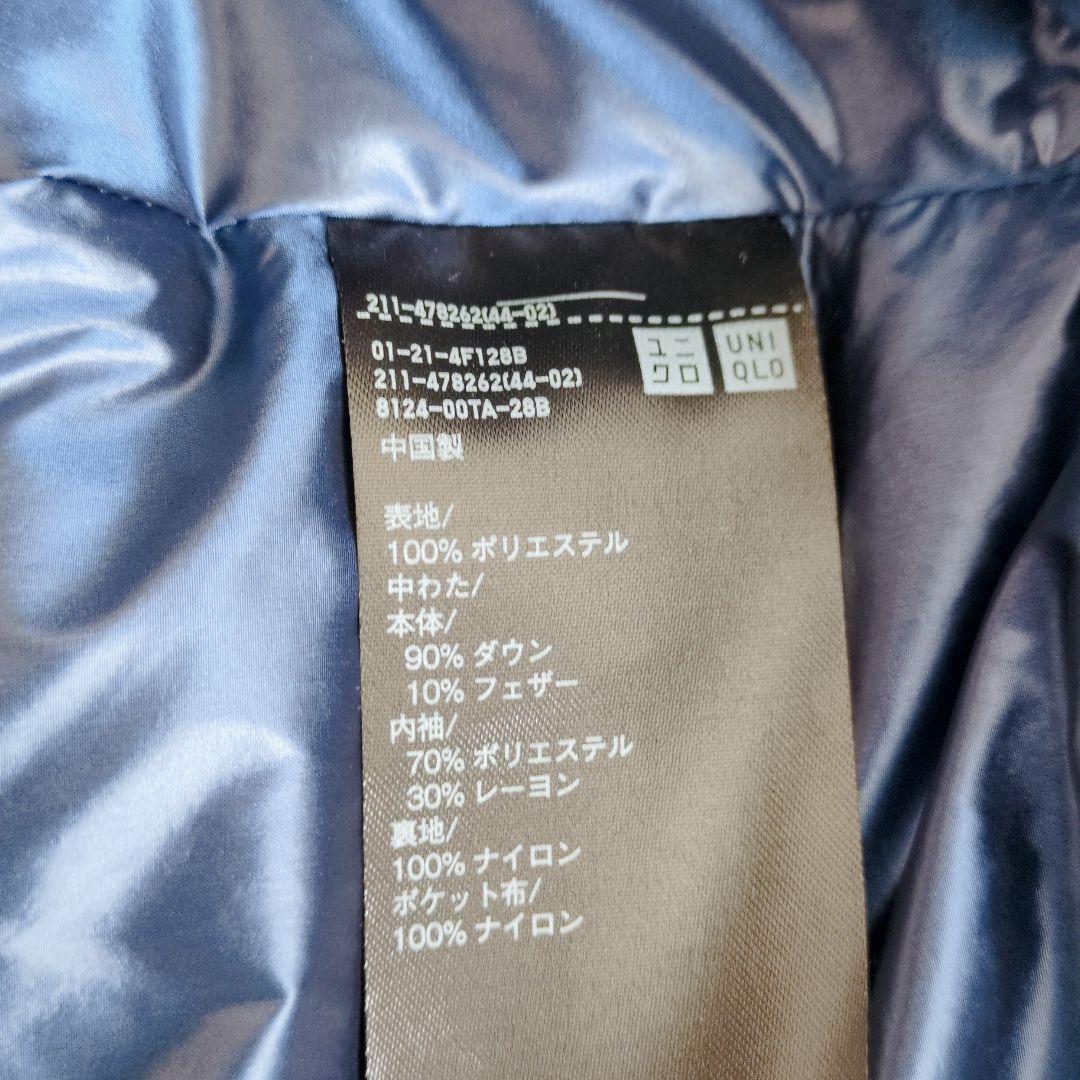 211-478262(44-02)
01-21-4F128B
211-478262(44-02)
8124-00TA-28B
ユニ
クロ
UNI
QLO
中国製
表地/
100% ポリエステル
中わた/
本体/
90% ダウン
10% フェザー
内袖/
70% ポリエステル
30% レーヨン
裏地/
100% ナイロン
ポケット布/
100% ナイロン